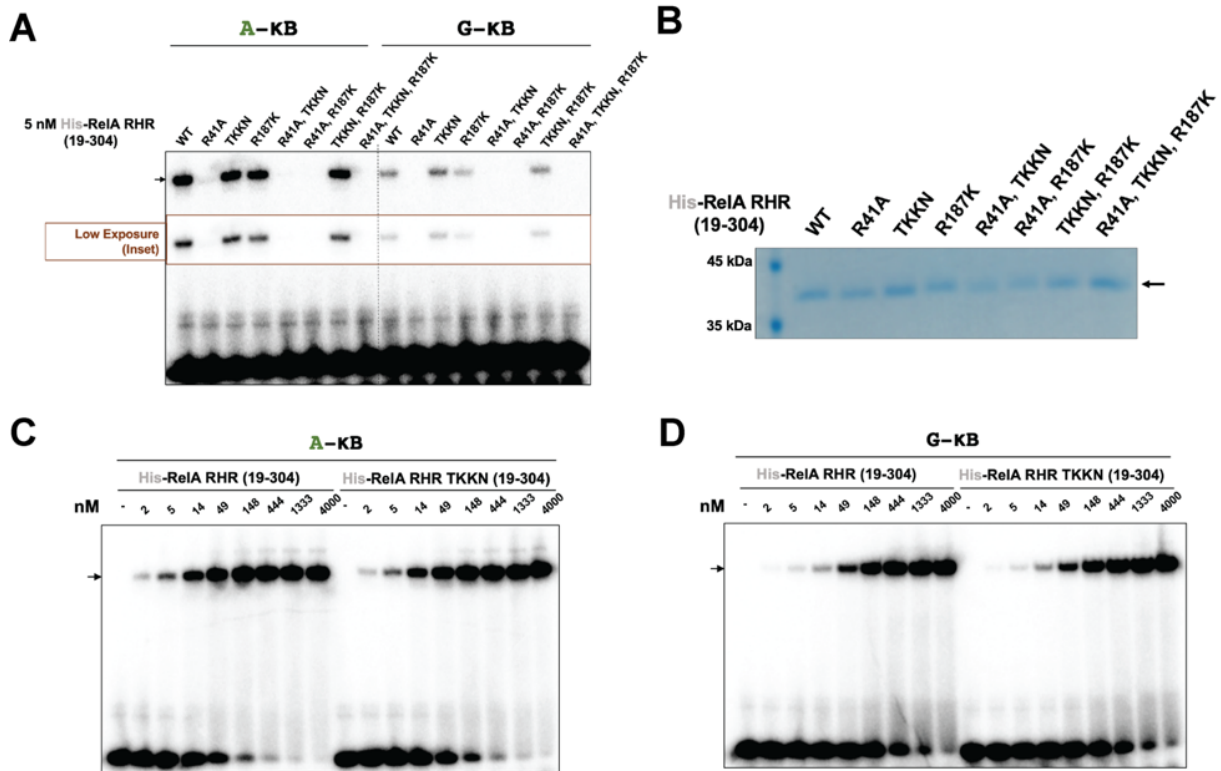 A
A–κB G–κB
5 nM His-RelA RHR
(19-304)
WT R41A TKKN R187K R41A, TKKN R41A, R187K TKKN, R187K R41A, TKKN, R187K WT R41A TKKN R187K R41A, TKKN R41A, R187K TKKN, R187K R41A, TKKN, R187K
Low Exposure
(Inset)
B
His-RelA RHR
(19-304)
WT R41A TKKN R187K R41A, TKKN R41A, R187K TKKN, R187K R41A, TKKN, R187K
45 kDa
35 kDa
C
A–κB
His-RelA RHR (19-304) His-RelA RHR TKKN (19-304)
nM - 2 5 14 49 148 444 1333 4000 - 2 5 14 49 148 444 1333 4000
D
G–κB
His-RelA RHR (19-304) His-RelA RHR TKKN (19-304)
nM - 2 5 14 49 148 444 1333 4000 - 2 5 14 49 148 444 1333 4000